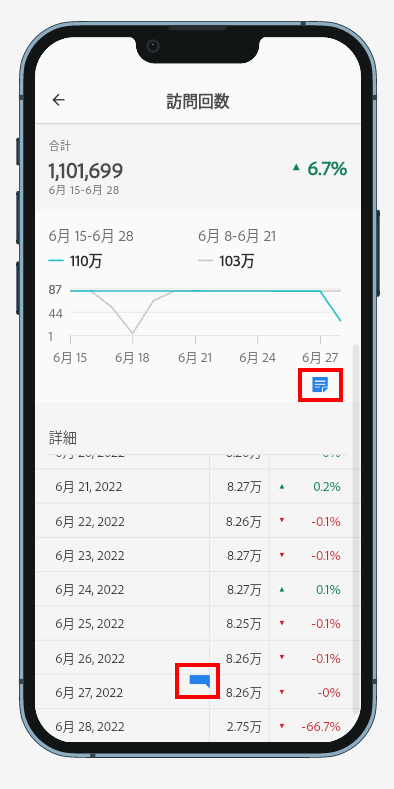 訪問回数
合計
1,101,699
▲ 6.7%
6月 15-6月 28
6月 15-6月 28 6月 8-6月 21
110万 103万
87
44
1
6月 15 6月 18 6月 21 6月 24 6月 27
詳細
6月 21, 2022 8.27万 ▲ 0.2%
6月 22, 2022 8.26万 ▼ -0.1%
6月 23, 2022 8.27万 ▼ -0.1%
6月 24, 2022 8.27万 ▲ 0.1%
6月 25, 2022 8.25万 ▼ -0.1%
6月 26, 2022 8.26万 ▼ -0.1%
6月 27, 2022 8.26万 ▼ -0%
6月 28, 2022 2.75万 ▼ -66.7%